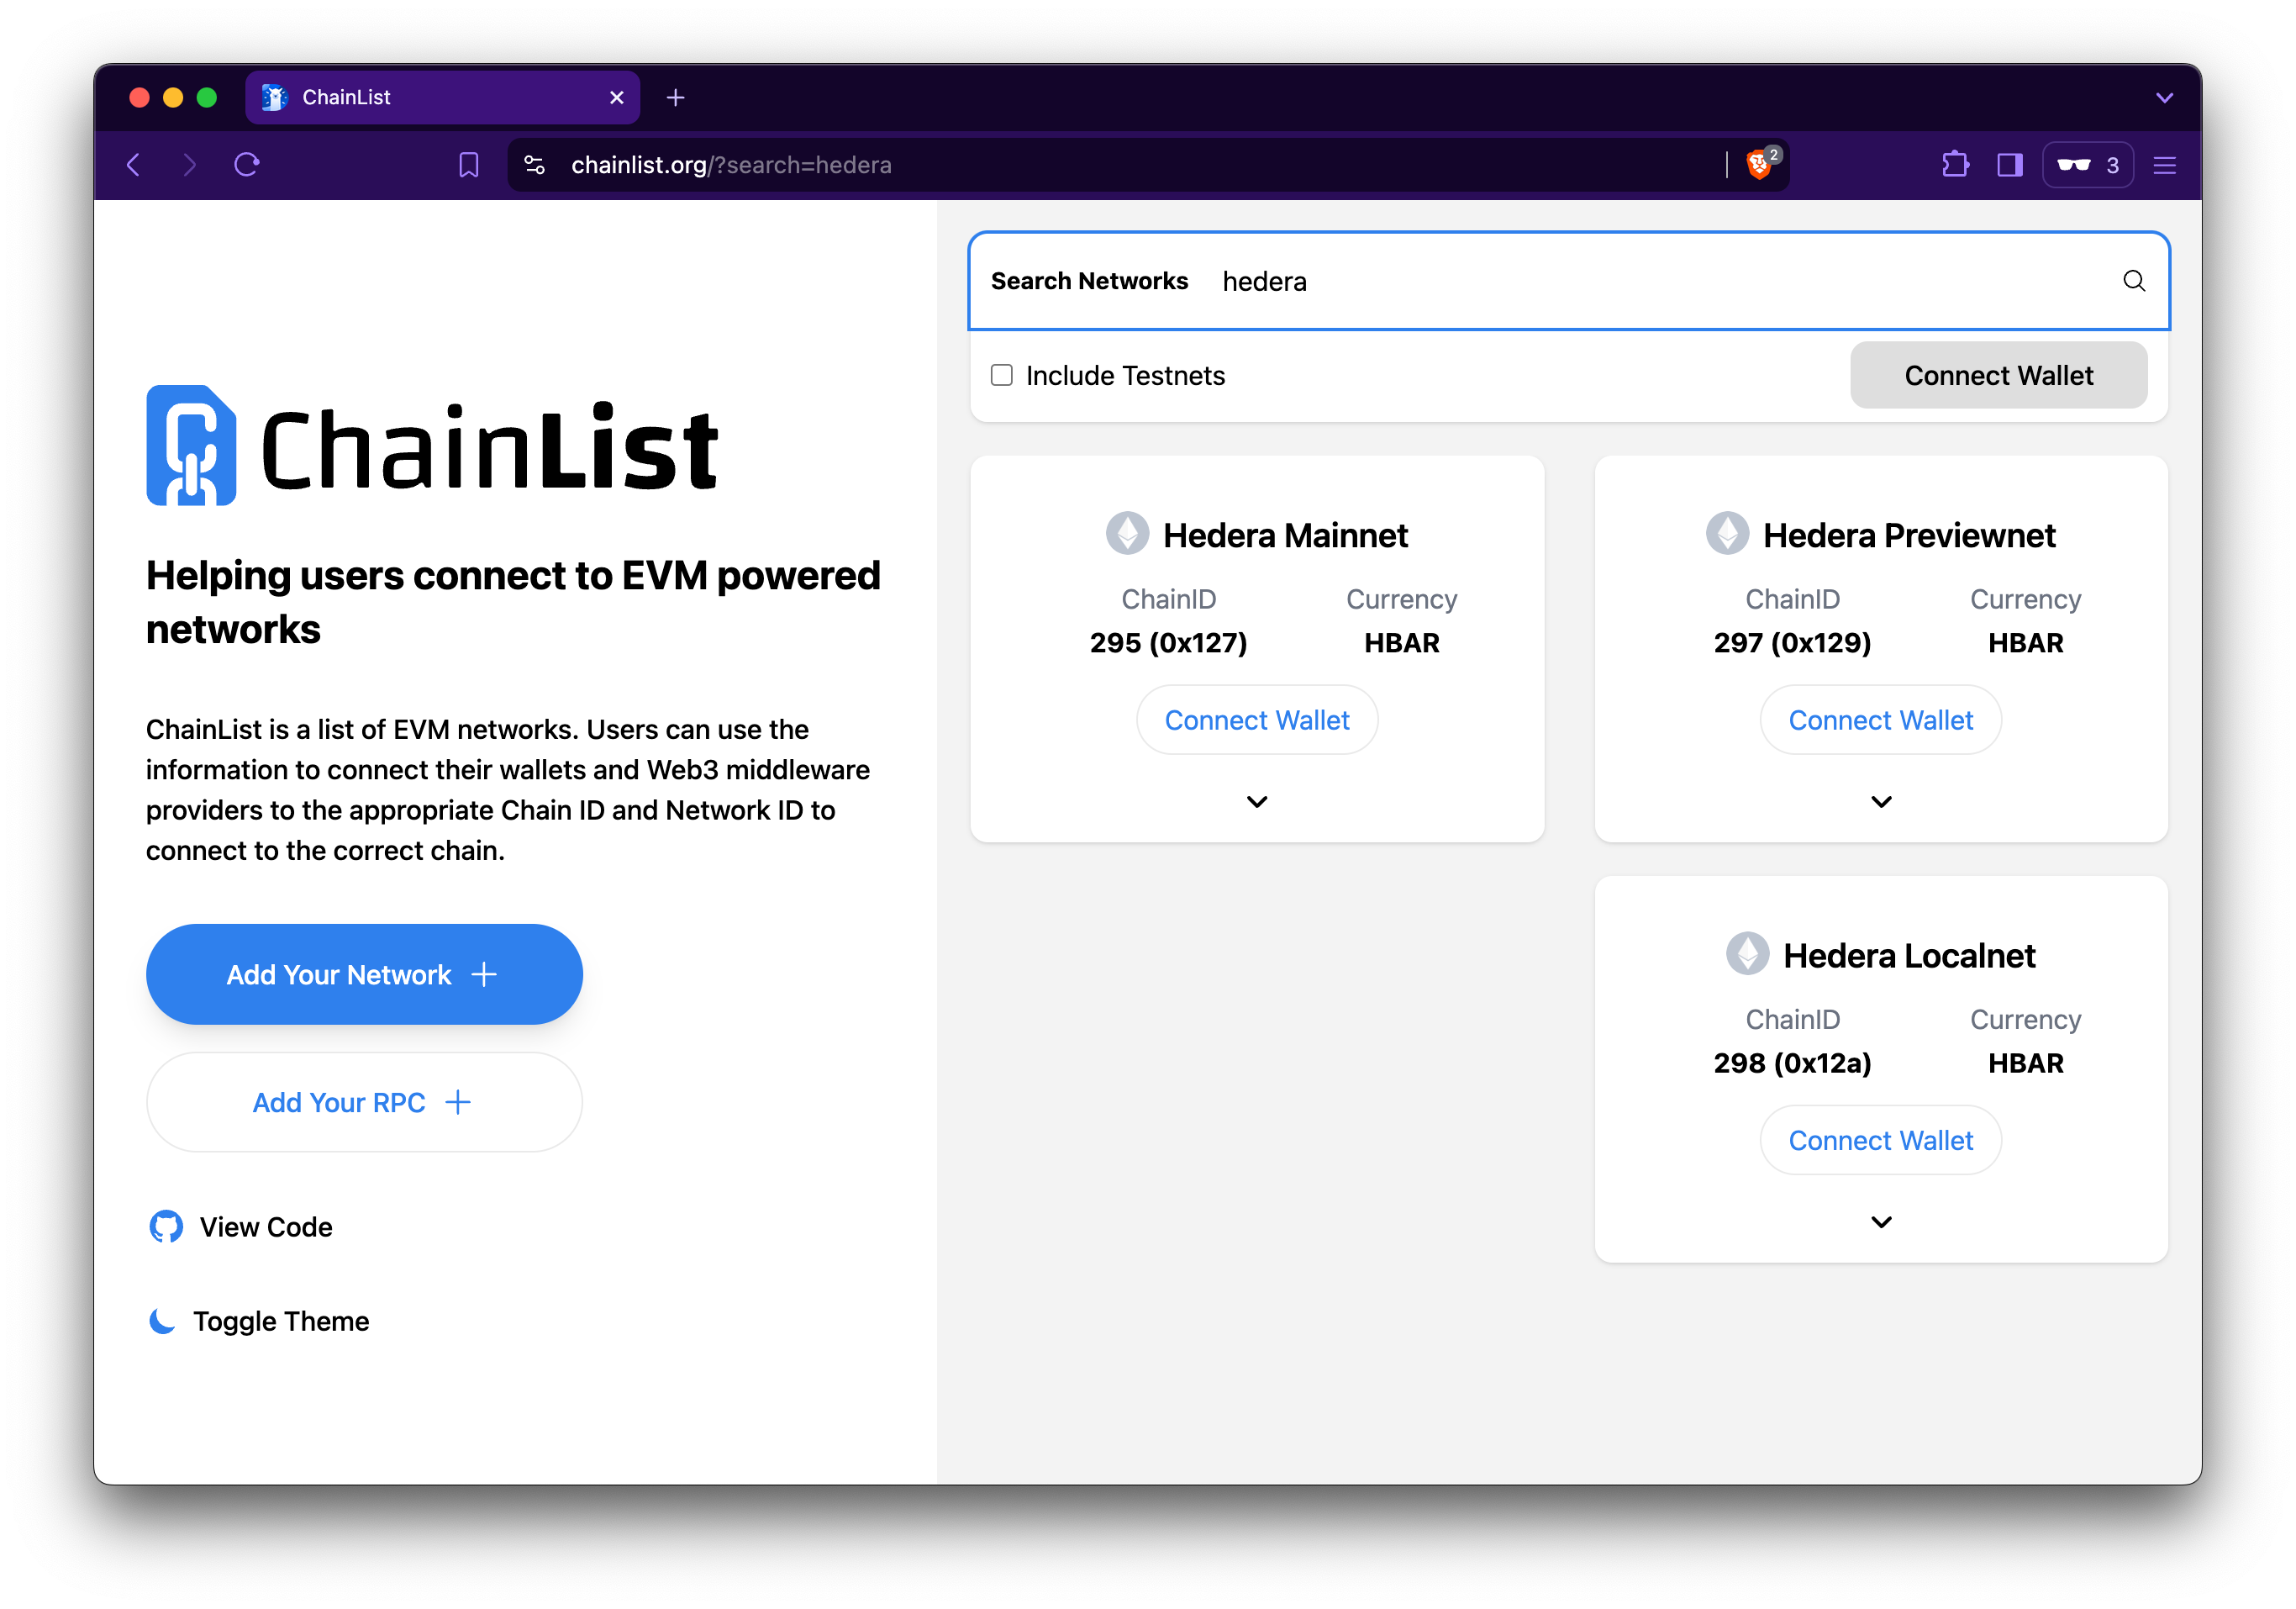 ChainList
chainlist.org/?search=hedera
2
3
ChainList
Helping users connect to EVM powered
networks
ChainList is a list of EVM networks. Users can use the
information to connect their wallets and Web3 middleware
providers to the appropriate Chain ID and Network ID to
connect to the correct chain.
Add Your Network
Add Your RPC
View Code
Toggle Theme
Search Networks hedera
Include Testnets
Connect Wallet
Hedera Mainnet
ChainID Currency
295 (0x127) HBAR
Connect Wallet
Hedera Previewnet
ChainID Currency
297 (0x129) HBAR
Connect Wallet
Hedera Localnet
ChainID Currency
298 (0x12a) HBAR
Connect Wallet